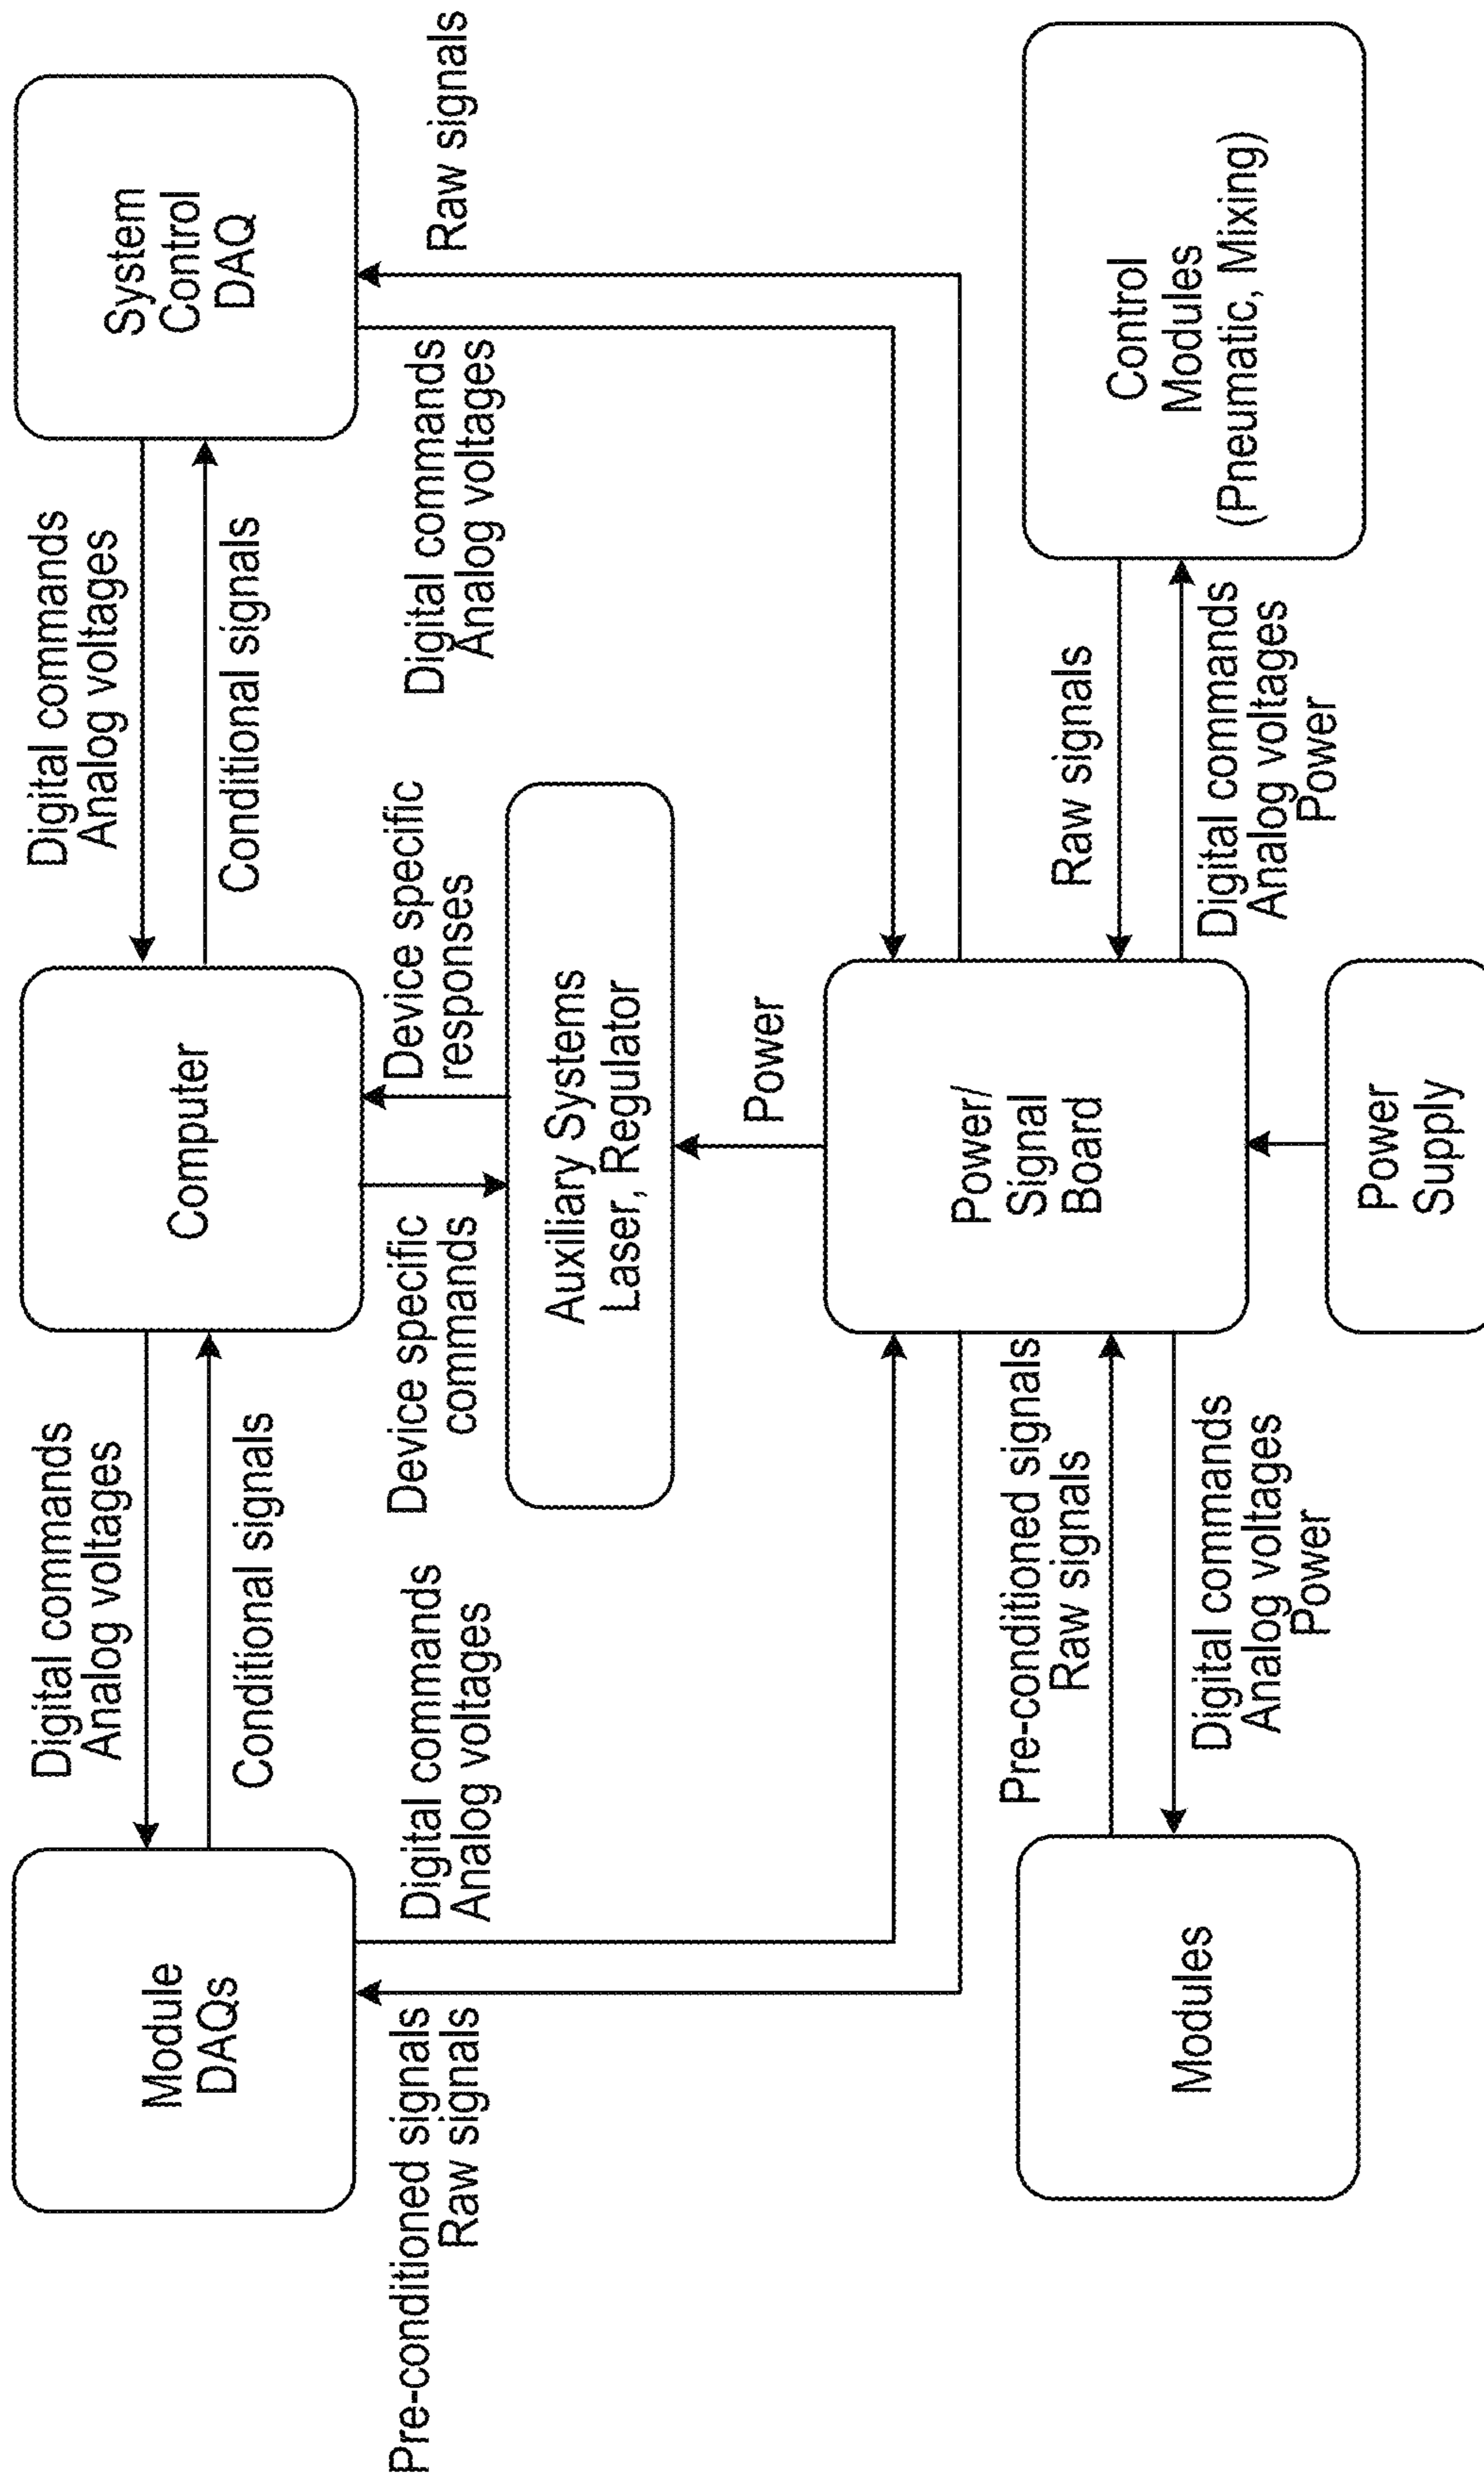 Module
DAQs
Digital commands
Analog voltages
Conditional signals
Computer
Digital commands
Analog voltages
Conditional signals
System
Control
DAQ
Pre-conditioned signals
Raw signals
Digital commands
Analog voltages
Device specific
commands
Device specific
responses
Digital commands
Analog voltages
Raw signals
Auxiliary Systems
Laser, Regulator
Power
Power/
Signal
Board
Pre-conditioned signals
Raw signals
Digital commands
Analog voltages
Power
Raw signals
Digital commands
Analog voltages
Power
Modules
Control
Modules
(Pneumatic, Mixing)
Power
Supply